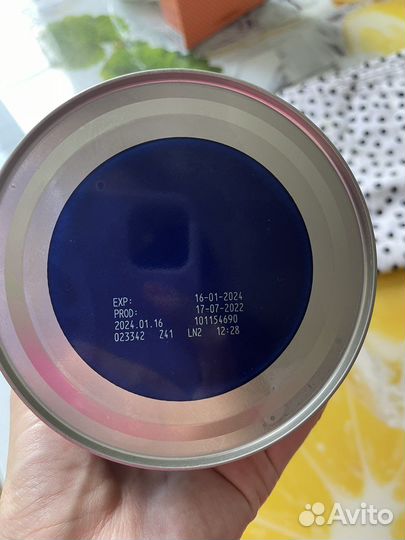 EXP: 16-01-2024
PROD: 17-07-2022
2024.01.16 101154690
023342 Z41 LN2 12:28
Avito